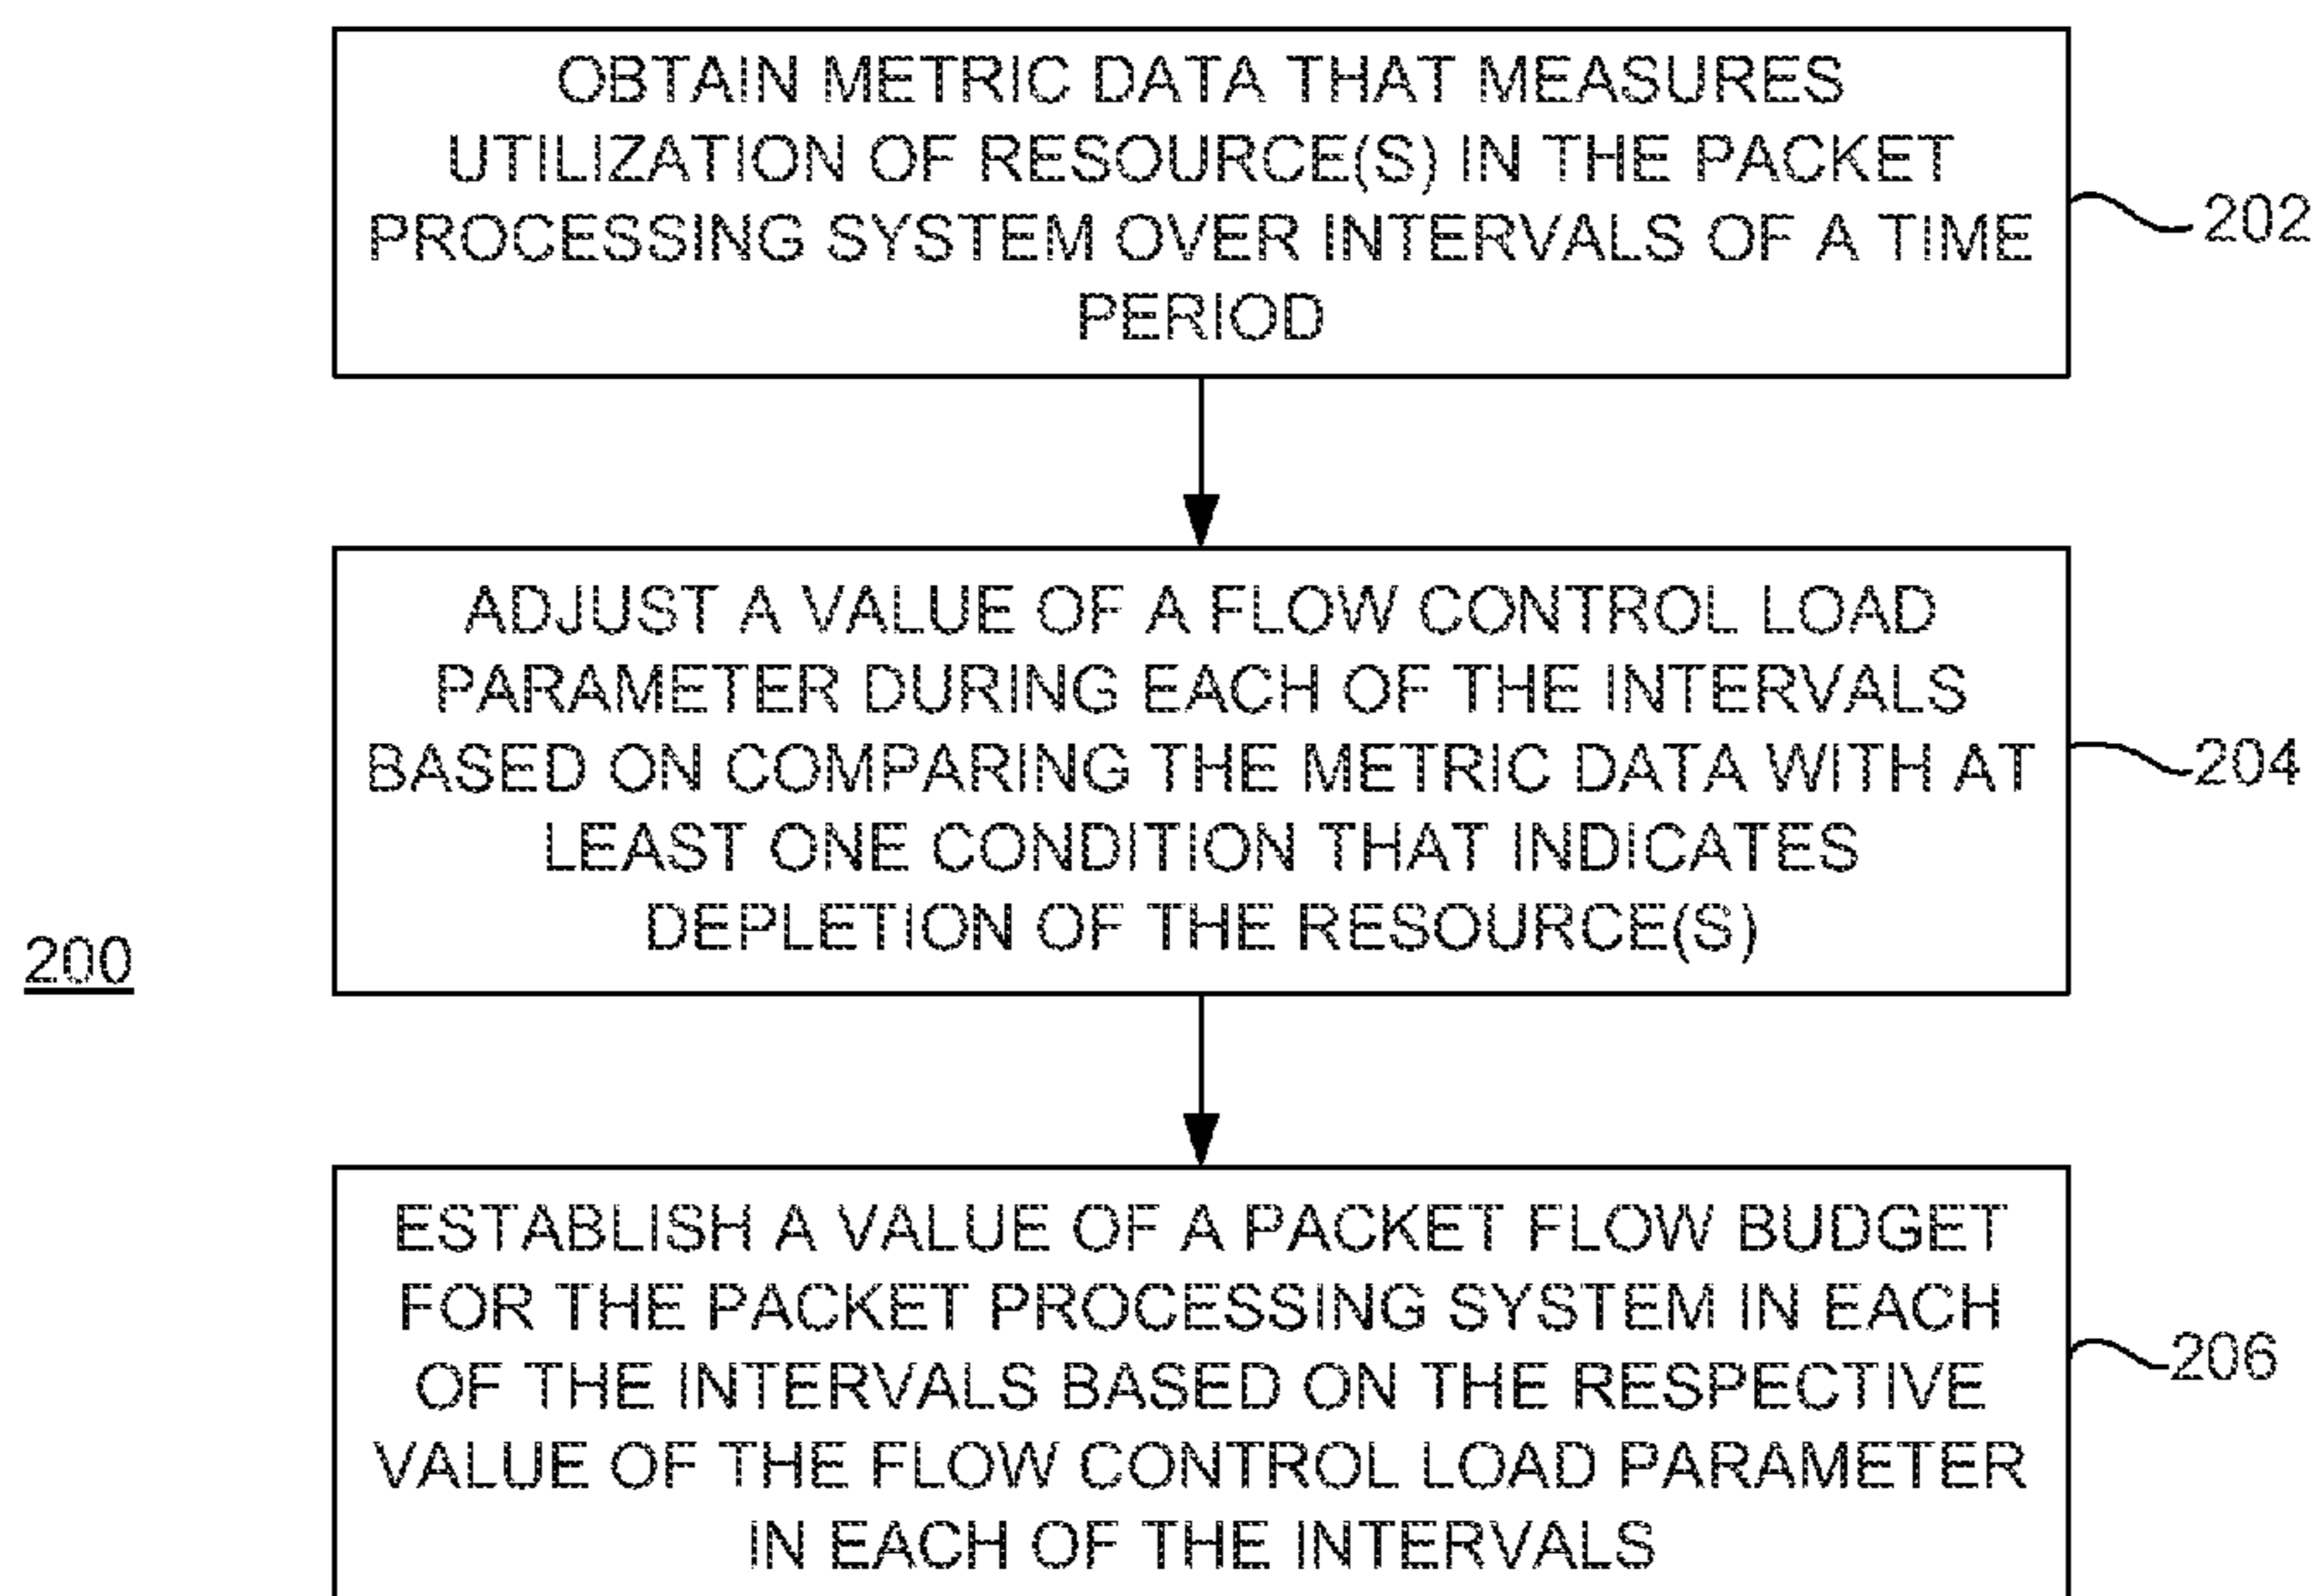 OBTAIN METRIC DATA THAT MEASURES
UTILIZATION OF RESOURCE(S) IN THE PACKET
PROCESSING SYSTEM OVER INTERVALS OF A TIME
PERIOD
202
ADJUST A VALUE OF A FLOW CONTROL LOAD
PARAMETER DURING EACH OF THE INTERVALS
BASED ON COMPARING THE METRIC DATA WITH AT
LEAST ONE CONDITION THAT INDICATES
DEPLETION OF THE RESOURCE(S)
204
200
ESTABLISH A VALUE OF A PACKET FLOW BUDGET
FOR THE PACKET PROCESSING SYSTEM IN EACH
OF THE INTERVALS BASED ON THE RESPECTIVE
VALUE OF THE FLOW CONTROL LOAD PARAMETER
IN EACH OF THE INTERVALS
206